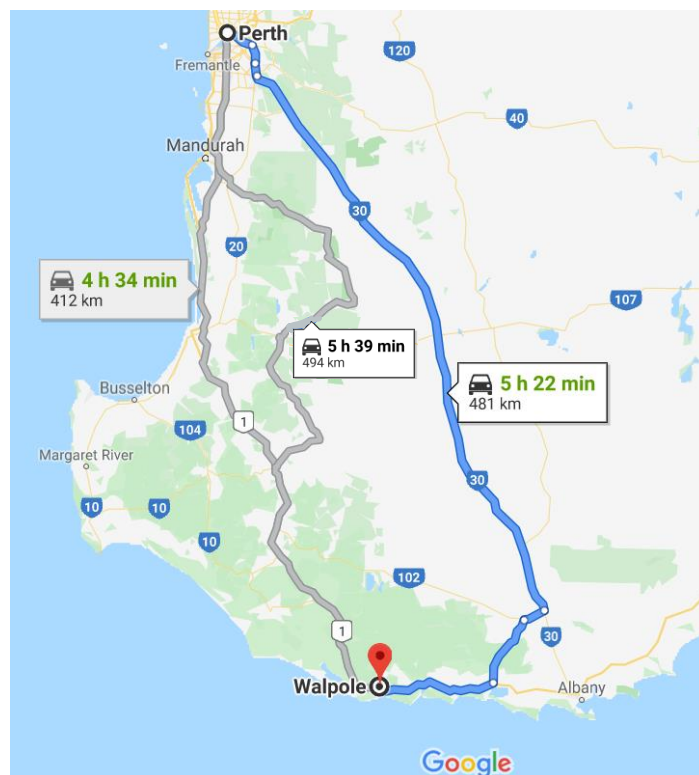 Perth
Fremantle
120
40
Mandurah
30
20
4 h 34 min
412 km
107
5 h 39 min
494 km
5 h 22 min
481 km
Busselton
1
104
Margaret River
30
10
10
10
102
1
30
Walpole
Albany
Google